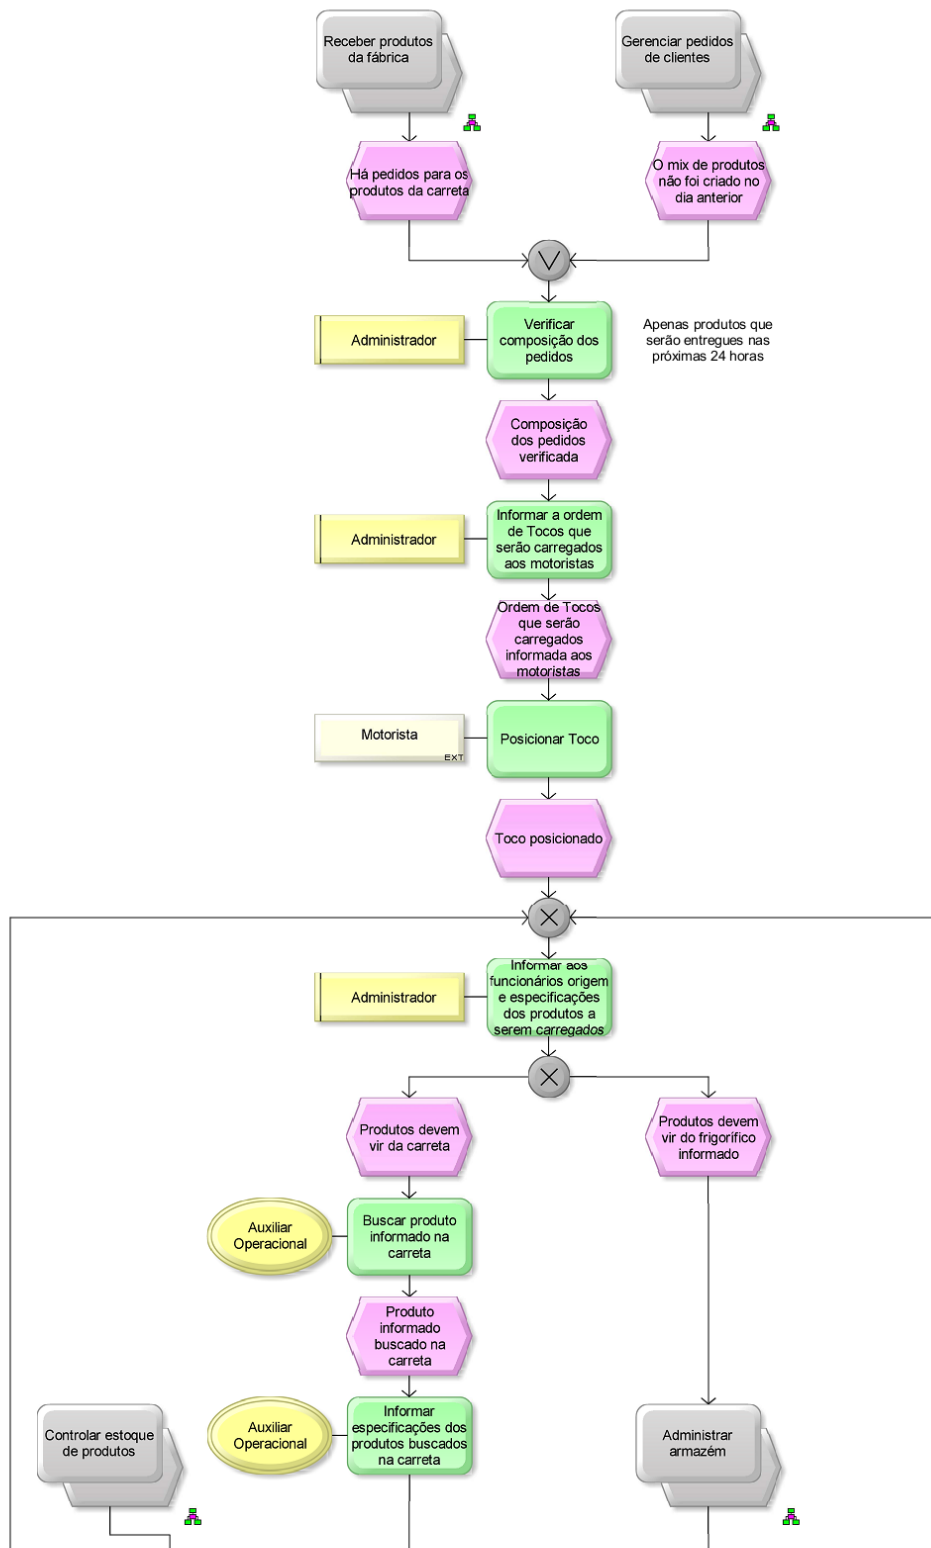 Receber produtos
da fábrica
Gerenciar pedidos
de clientes
Há pedidos para os
produtos da carreta
O mix de produtos
não foi criado no
dia anterior
Administrador
Verificar
composição dos
pedidos
Apenas produtos que
serão entregues nas
próximas 24 horas
Composição
dos pedidos
verificada
Administrador
Informar a ordem
de Tocos que
serão carregados
aos motoristas
Ordem de Tocos
que serão
carregados
informada aos
motoristas
Motorista
EXT
Posicionar Toco
Toco posicionado
Administrador
Informar aos
funcionários origem
e especificações
dos produtos a
serem carregados
Produtos devem
vir da carreta
Produtos devem
vir do frigorífico
informado
Auxiliar
Operacional
Buscar produto
informado na
carreta
Produto
informado
buscado na
carreta
Controlar estoque
de produtos
Auxiliar
Operacional
Informar
especificações dos
produtos buscados
na carreta
Administrar
armazém